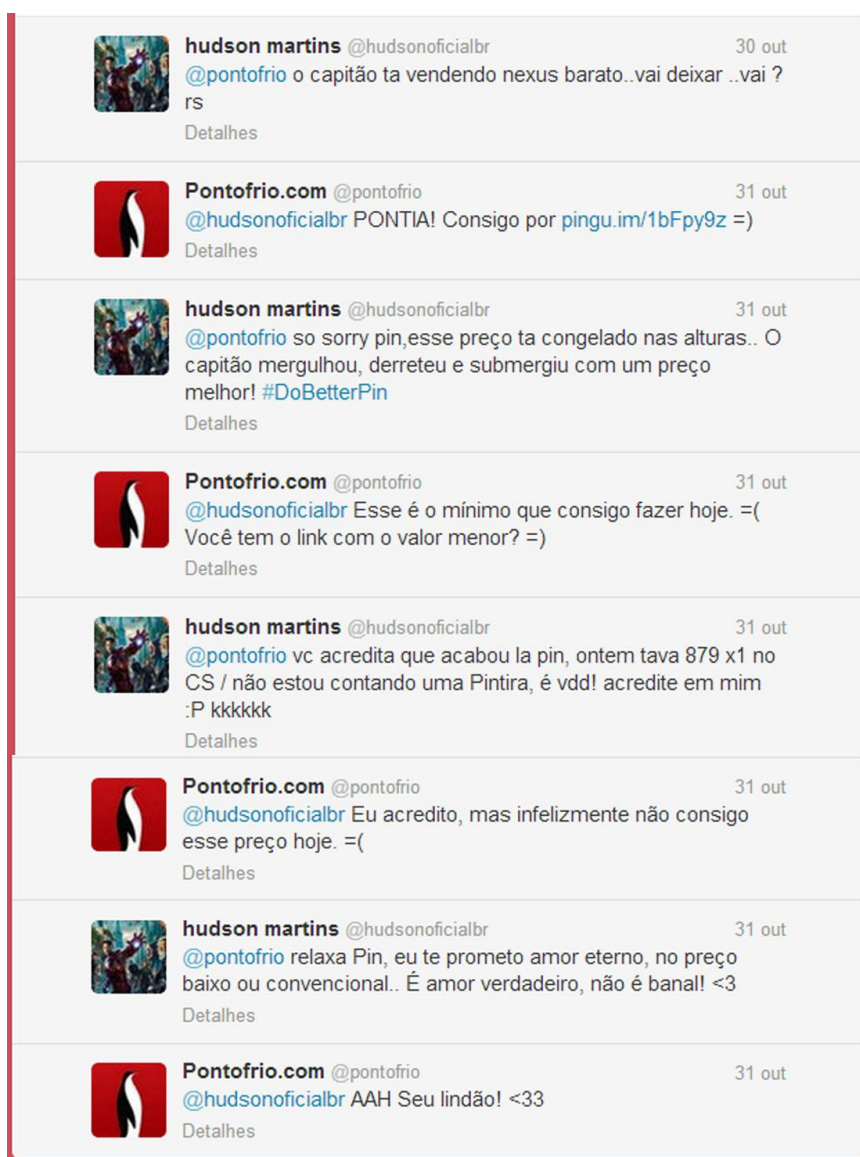 hudson martins @hudsonoficialbr 30 out
@pontofrio o capitão ta vendendo nexus barato..vai deixar ..vai ?
rs
Detalhes
Pontofrio.com @pontofrio 31 out
@hudsonoficialbr PONTIA! Consigo por pingu.im/1bFpy9z =)
Detalhes
hudson martins @hudsonoficialbr 31 out
@pontofrio so sorry pin,esse preço ta congelado nas alturas.. O
capitão mergulhou, derreteu e submergiu com um preço
melhor! #DoBetterPin
Detalhes
Pontofrio.com @pontofrio 31 out
@hudsonoficialbr Esse é o mínimo que consigo fazer hoje. =(
Você tem o link com o valor menor? =)
Detalhes
hudson martins @hudsonoficialbr 31 out
@pontofrio vc acredita que acabou la pin, ontem tava 879 x1 no
CS / não estou contando uma Pintira, é vdd! acredite em mim
:P kkkkkk
Detalhes
Pontofrio.com @pontofrio 31 out
@hudsonoficialbr Eu acredito, mas infelizmente não consigo
esse preço hoje. =(
Detalhes
hudson martins @hudsonoficialbr 31 out
@pontofrio relaxa Pin, eu te prometo amor eterno, no preço
baixo ou convencional.. É amor verdadeiro, não é banal! <3
Detalhes
Pontofrio.com @pontofrio 31 out
@hudsonoficialbr AAH Seu lindão! <33
Detalhes